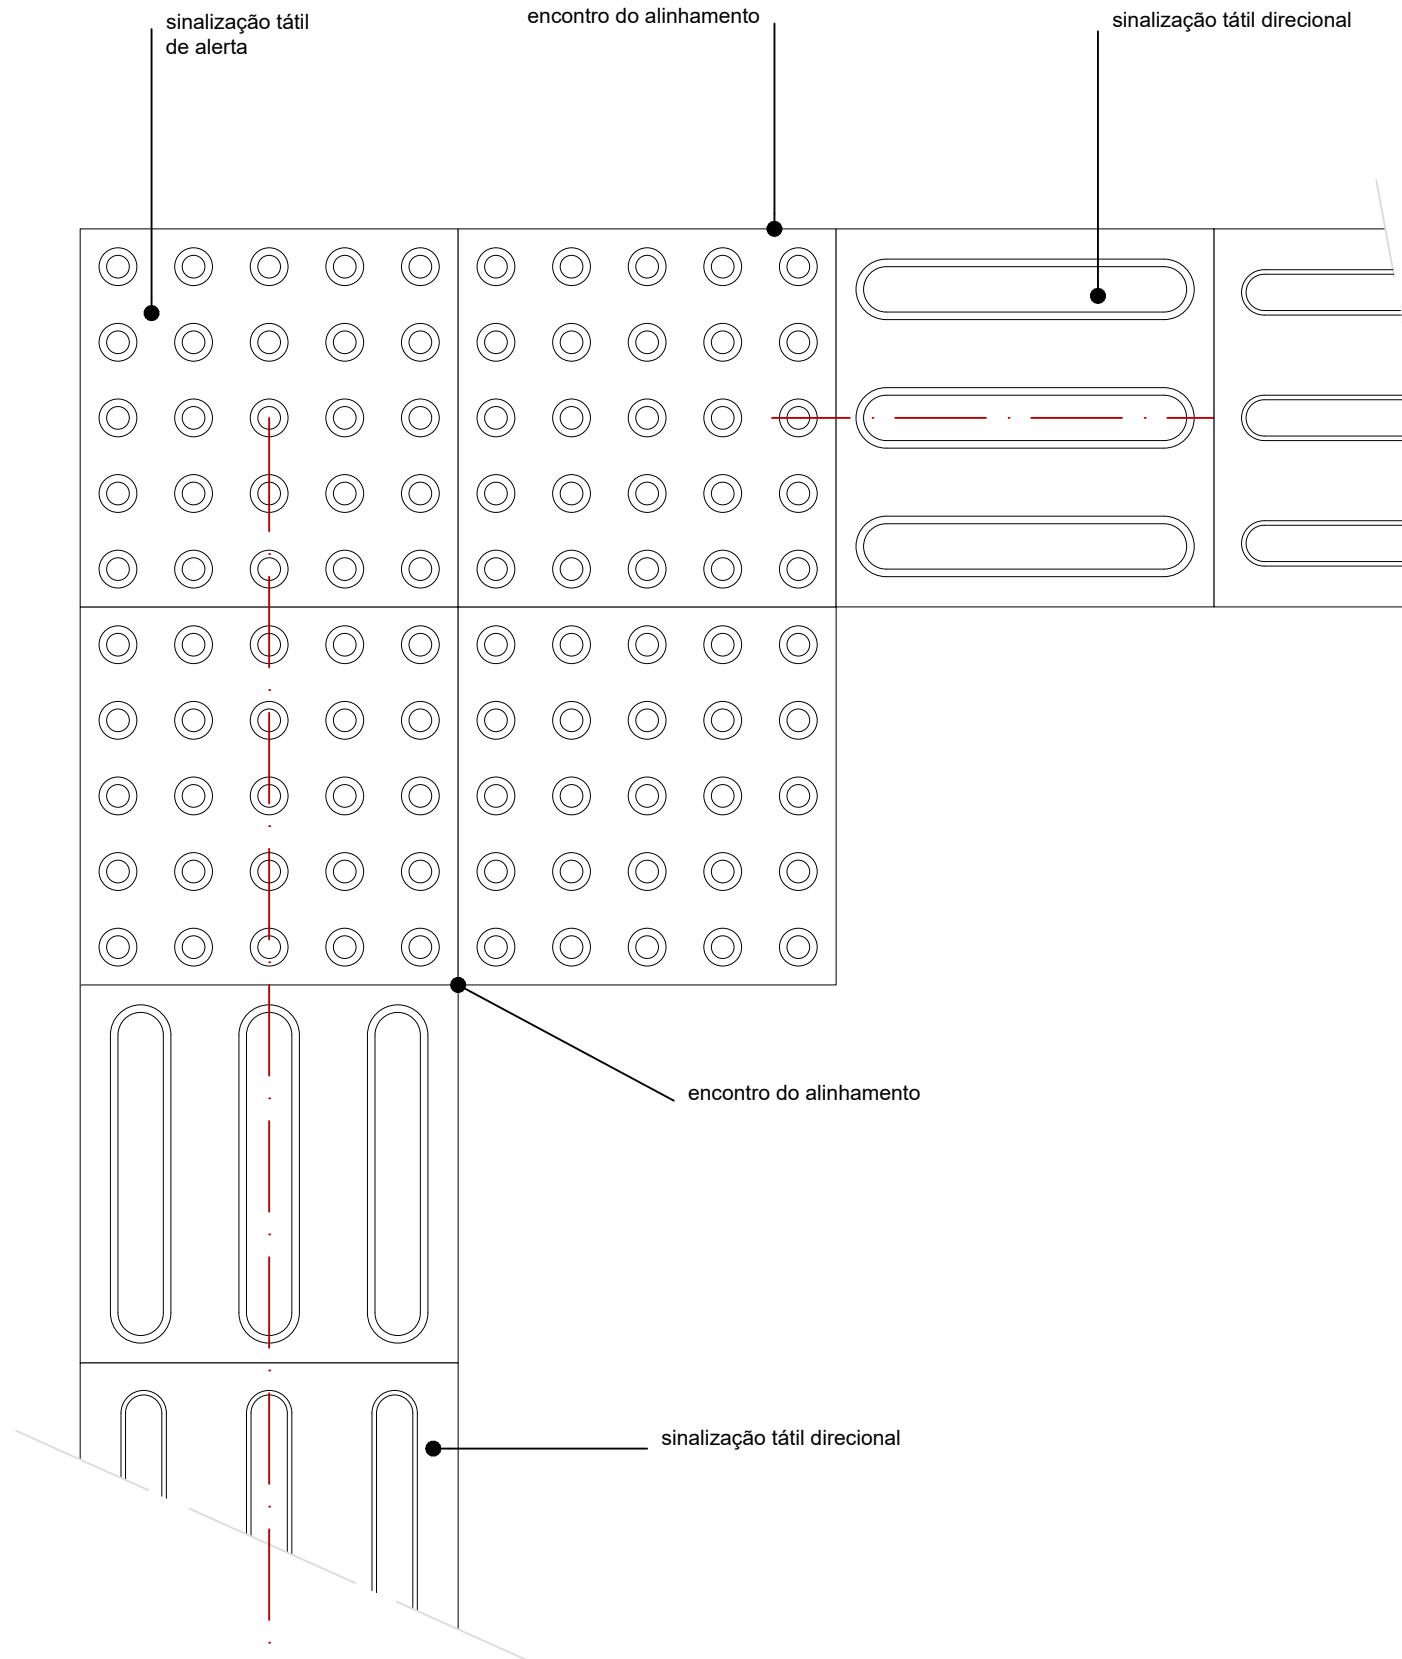 sinalização tátil
de alerta
encontro do alinhamento
sinalização tátil direcional
encontro do alinhamento
sinalização tátil direcional